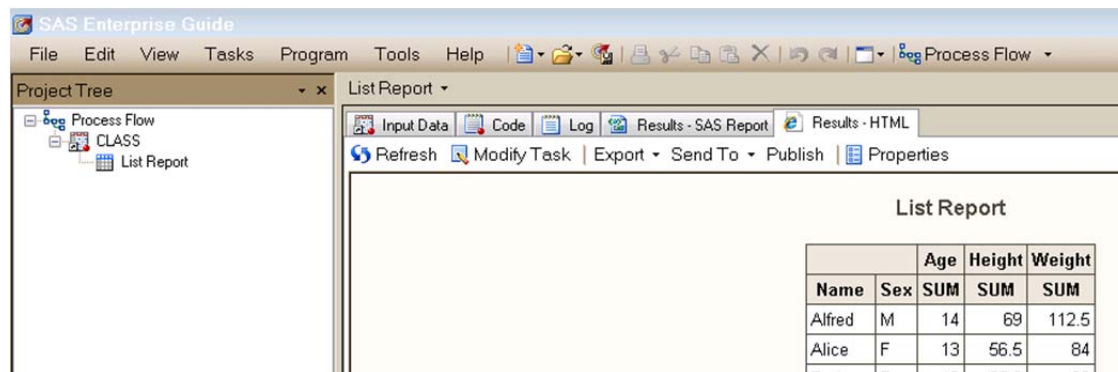 SAS Enterprise Guide
File Edit View Tasks Program Tools Help Process Flow
Project Tree
List Report
Process Flow
CLASS
List Report
Input Data Code Log Results - SAS Report Results - HTML
Refresh Modify Task Export Send To Publish Properties
List Report
Age Height Weight
Name Sex SUM SUM SUM
Alfred M 14 69 112.5
Alice F 13 56.5 84